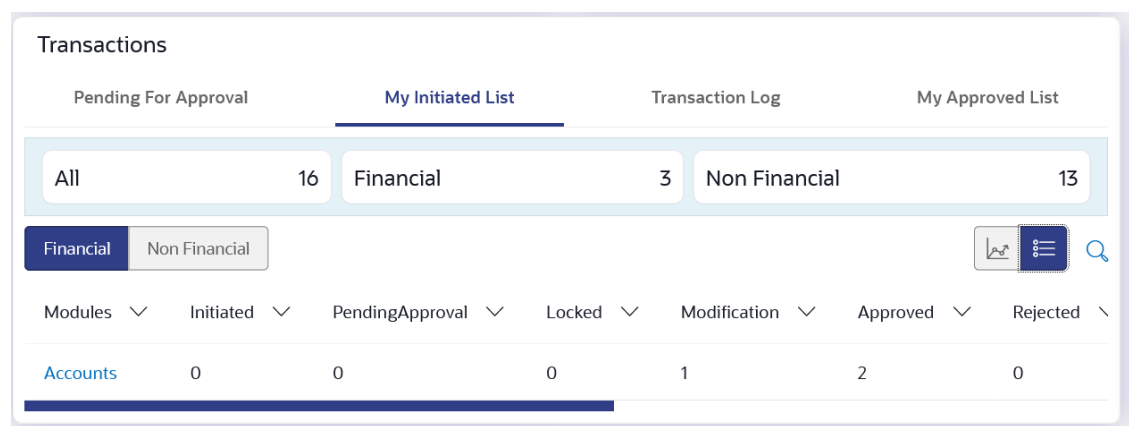 Transactions
Pending For Approval My Initiated List Transaction Log My Approved List
All 16 Financial 3 Non Financial 13
Financial Non Financial
Modules Initiated PendingApproval Locked Modification Approved Rejected
Accounts 0 0 0 1 2 0